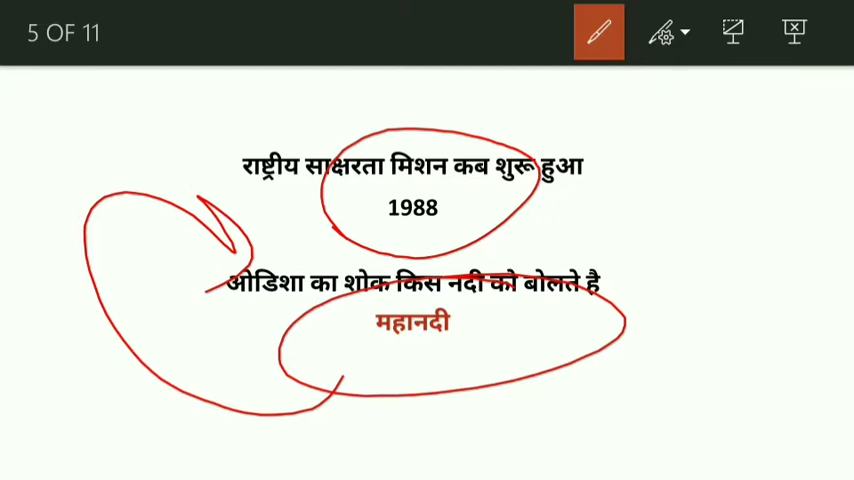 5 OF 11
राष्ट्रीय साक्षरता मिशन कब शुरू हुआ
1988
ओडिशा का शोक किस नदी को बोलते है
महानदी